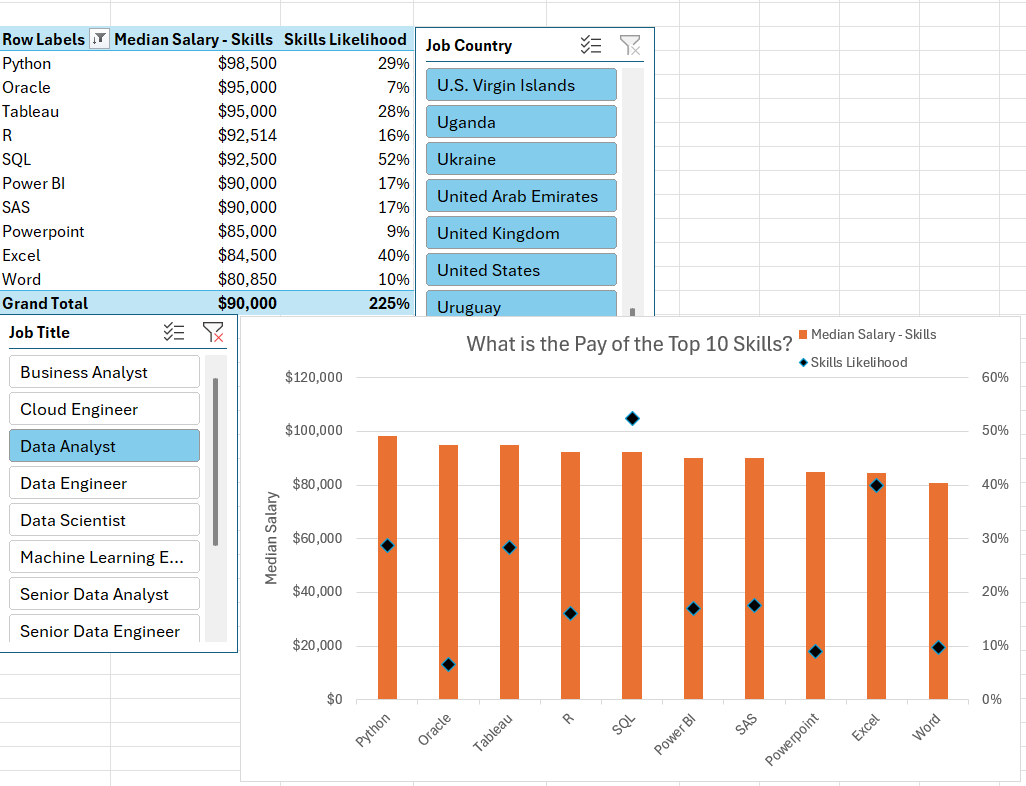 Row Labels Median Salary - Skills Skills Likelihood
Python $98,500 29%
Oracle $95,000 7%
Tableau $95,000 28%
R $92,514 16%
SQL $92,500 52%
Power BI $90,000 17%
SAS $90,000 17%
Powerpoint $85,000 9%
Excel $84,500 40%
Word $80,850 10%
Grand Total $90,000 225%
Job Country
U.S. Virgin Islands
Uganda
Ukraine
United Arab Emirates
United Kingdom
United States
Uruguay
Job Title
Business Analyst
Cloud Engineer
Data Analyst
Data Engineer
Data Scientist
Machine Learning E...
Senior Data Analyst
Senior Data Engineer
What is the Pay of the Top 10 Skills?
Median Salary - Skills
Skills Likelihood
Median Salary
$120,000 60%
$100,000 50%
$80,000 40%
$60,000 30%
$40,000 20%
$20,000 10%
$0 0%
Python Oracle Tableau R SQL Power BI SAS Powerpoint Excel Word